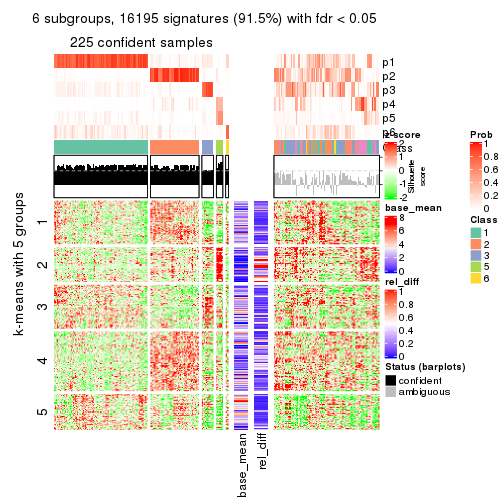 6 subgroups, 16195 signatures (91.5%) with fdr < 0.05
225 confident samples
p1
p2
p3
p4
p5
p6
Class
z_score
2
1
0
-1
-2
Silhouette
score
Prob
1
0.8
0.6
0.4
0.2
0
Class
1
2
3
5
6
base_mean
8
6
4
2
0
rel_diff
1
0.8
0.6
0.4
0.2
0
Status (barplots)
confident
ambiguous
k-means with 5 groups
1
2
3
4
5
base_mean
rel_diff